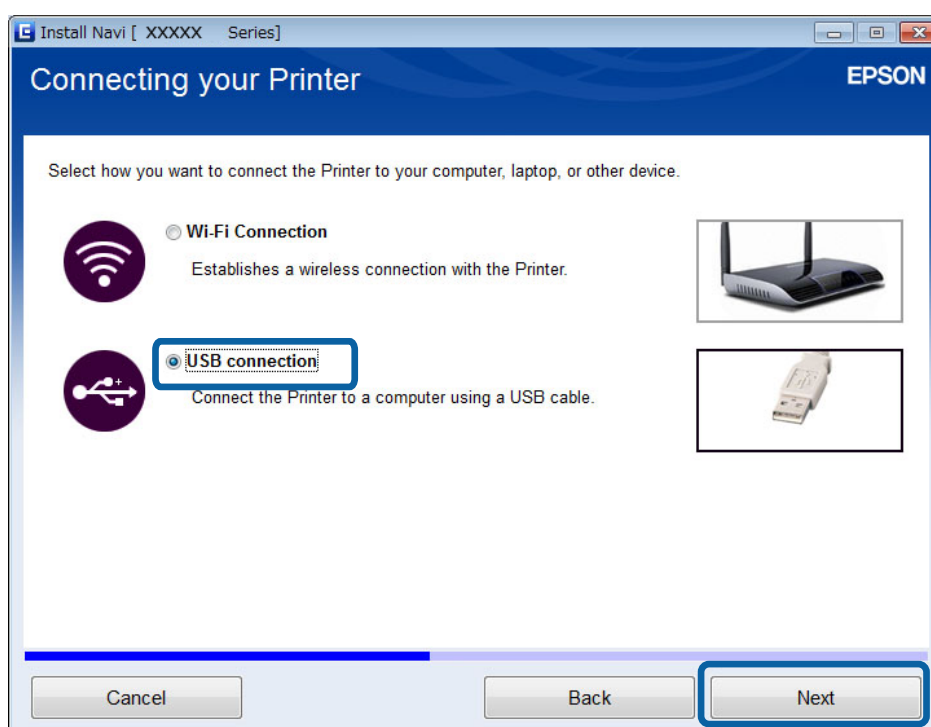 Install Navi [ XXXXX Series]
Connecting your Printer
EPSON
Select how you want to connect the Printer to your computer, laptop, or other device.
Wi-Fi Connection
Establishes a wireless connection with the Printer.
USB connection
Connect the Printer to a computer using a USB cable.
Cancel
Back
Next